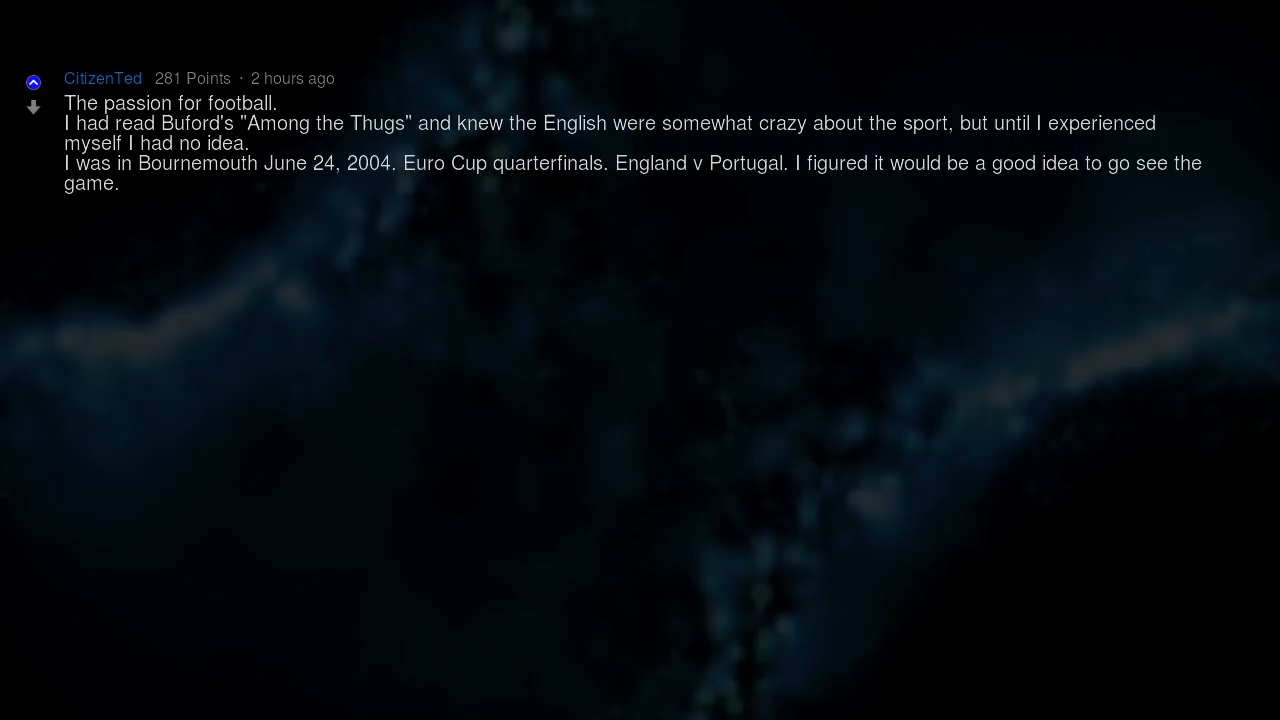 CitizenTed 281 Points · 2 hours ago
The passion for football.
I had read Buford's "Among the Thugs" and knew the English were somewhat crazy about the sport, but until I experienced
myself I had no idea.
I was in Bournemouth June 24, 2004. Euro Cup quarterfinals. England v Portugal. I figured it would be a good idea to go see the
game.